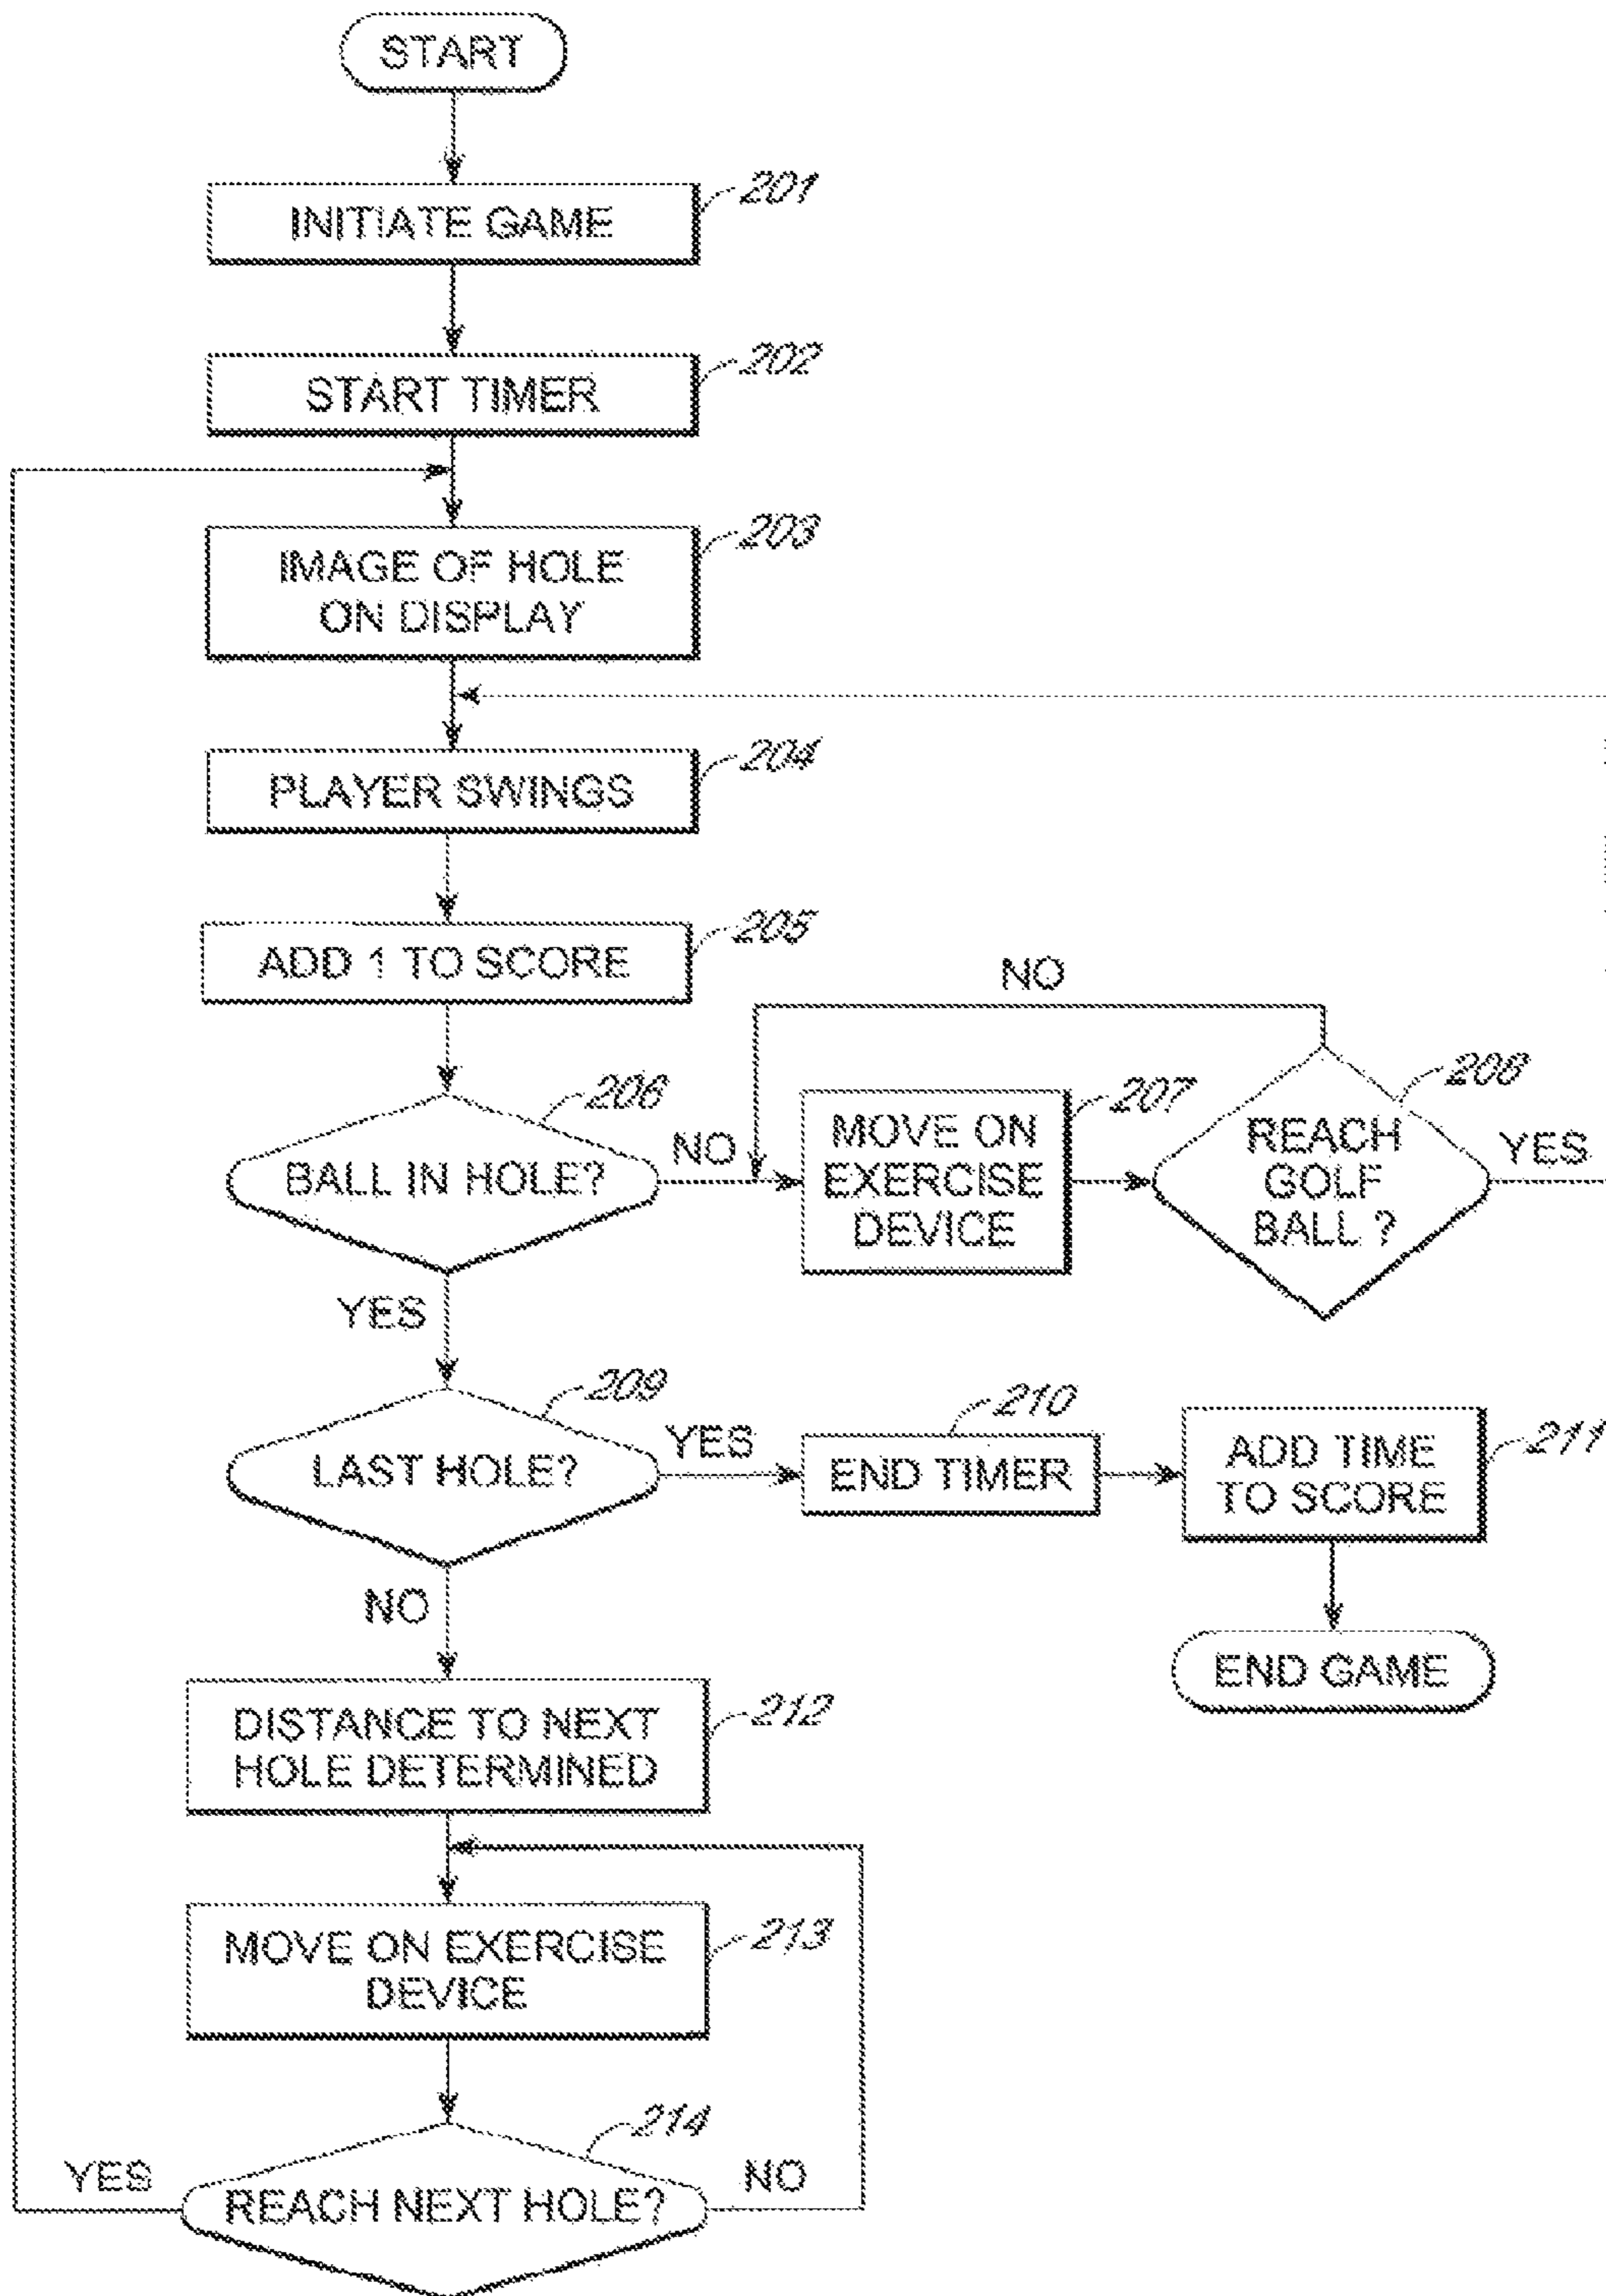 START
INITIATE GAME
201
START TIMER
202
IMAGE OF HOLE
ON DISPLAY
203
PLAYER SWINGS
204
ADD 1 TO SCORE
205
BALL IN HOLE?
206
NO
MOVE ON
EXERCISE
DEVICE
207
NO
REACH
GOLF
BALL ?
208
YES
YES
LAST HOLE?
209
YES
END TIMER
210
ADD TIME
TO SCORE
211
END GAME
NO
DISTANCE TO NEXT
HOLE DETERMINED
212
MOVE ON EXERCISE
DEVICE
213
REACH NEXT HOLE?
214
YES
NO